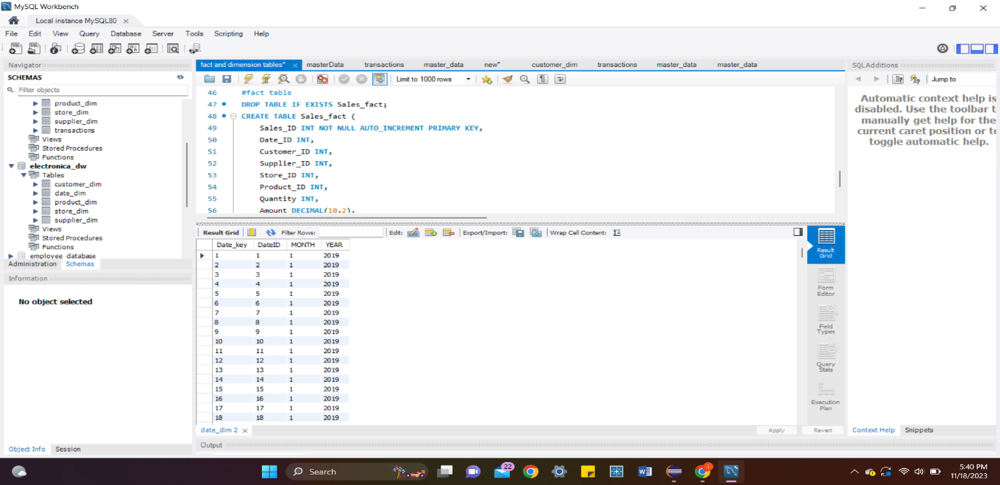 MySQL Workbench
Local instance MySQL80
File Edit View Query Database Server Tools Scripting Help
Navigator
SCHEMAS
Filter objects
product_dim
store_dim
supplier_dim
transactions
Views
Stored Procedures
Functions
electronica_dw
Tables
customer_dim
date_dim
product_dim
store_dim
supplier_dim
Views
Stored Procedures
Functions
employee_database
Administration Schemas
Information
No object selected
Object Info Session
fact and dimension tables* masterData transactions master_data new* customer_dim transactions master_data master_data
Limit to 1000 rows
46 #fact table
47 DROP TABLE IF EXISTS Sales_fact;
48 CREATE TABLE Sales_fact (
49 Sales_ID INT NOT NULL AUTO_INCREMENT PRIMARY KEY,
50 Date_ID INT,
51 Customer_ID INT,
52 Supplier_ID INT,
53 Store_ID INT,
54 Product_ID INT,
55 Quantity INT,
56 Amount DECIMAL(10,2),
Result Grid Filter Rows: Edit: Export/Import: Wrap Cell Content:
Date_key DateID MONTH YEAR
1 1 1 2019
2 2 1 2019
3 3 1 2019
4 4 1 2019
5 5 1 2019
6 6 1 2019
7 7 1 2019
8 8 1 2019
9 9 1 2019
10 10 1 2019
11 11 1 2019
12 12 1 2019
13 13 1 2019
14 14 1 2019
15 15 1 2019
16 16 1 2019
17 17 1 2019
18 18 1 2019
Result
Grid
Form
Editor
Field
Types
Query
Stats
Execution
Plan
date_dim 2 Apply Revert
Output
SQLAdditions
Jump to
Automatic context help is
disabled. Use the toolbar t
manually get help for the
current caret position or to
toggle automatic help.
Context Help Snippets
Search
22
5:40 PM
11/18/2023